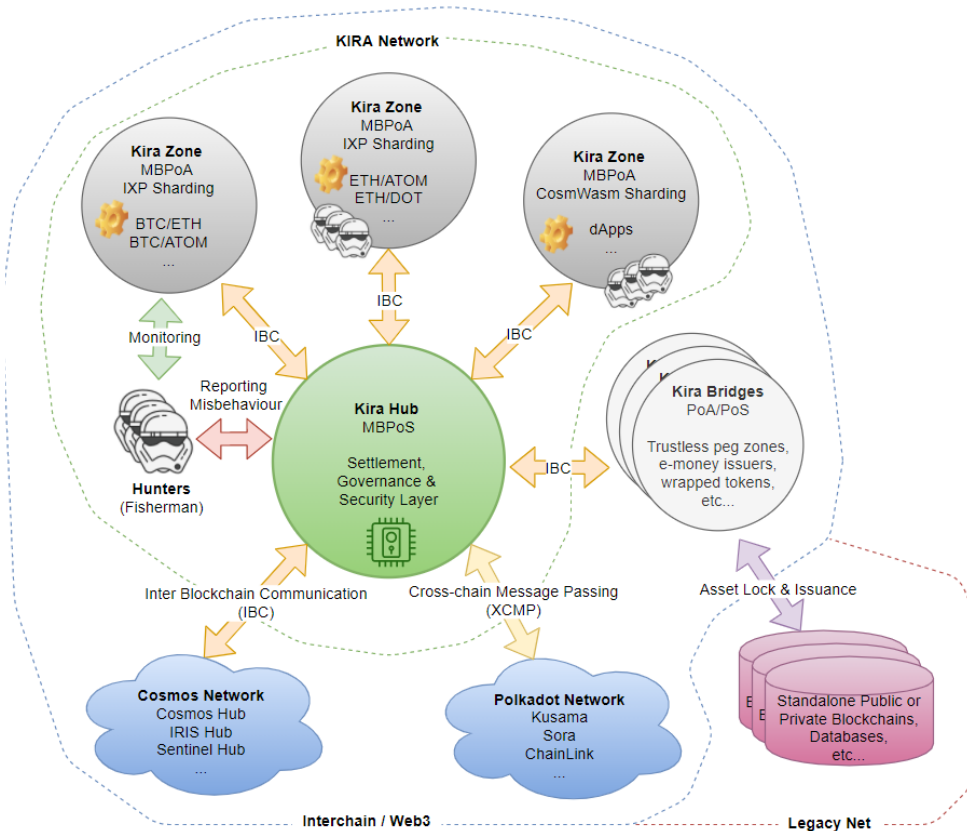 KIRA Network
Kira Zone
MBPoA
IXP Sharding
BTC/ETH
BTC/ATOM
...
Kira Zone
MBPoA
IXP Sharding
ETH/ATOM
ETH/DOT
...
Kira Zone
MBPoA
CosmWasm Sharding
dApps
...
IBC
IBC
IBC
Monitoring
Reporting
Misbehaviour
Hunters
(Fisherman)
Kira Hub
MBPoS
Settlement,
Governance &
Security Layer
IBC
Kira Bridges
PoA/PoS
Trustless peg zones,
e-money issuers,
wrapped tokens,
etc...
Inter Blockchain Communication
(IBC)
Cross-chain Message Passing
(XCMP)
Asset Lock & Issuance
Cosmos Network
Cosmos Hub
IRIS Hub
Sentinel Hub
...
Polkadot Network
Kusama
Sora
ChainLink
...
Standalone Public or
Private Blockchains,
Databases,
etc...
Interchain / Web3
Legacy Net